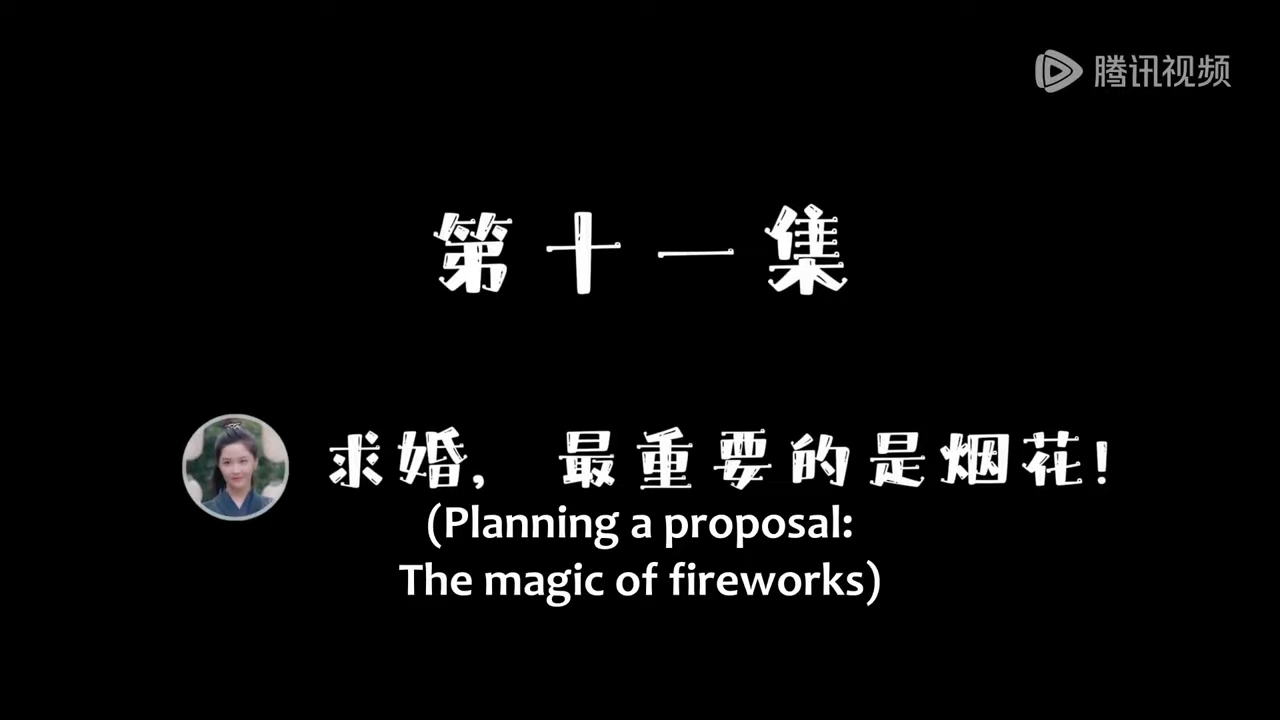 腾讯视频
第十一集
求婚，最重要的是烟花！
(Planning a proposal:
The magic of fireworks)